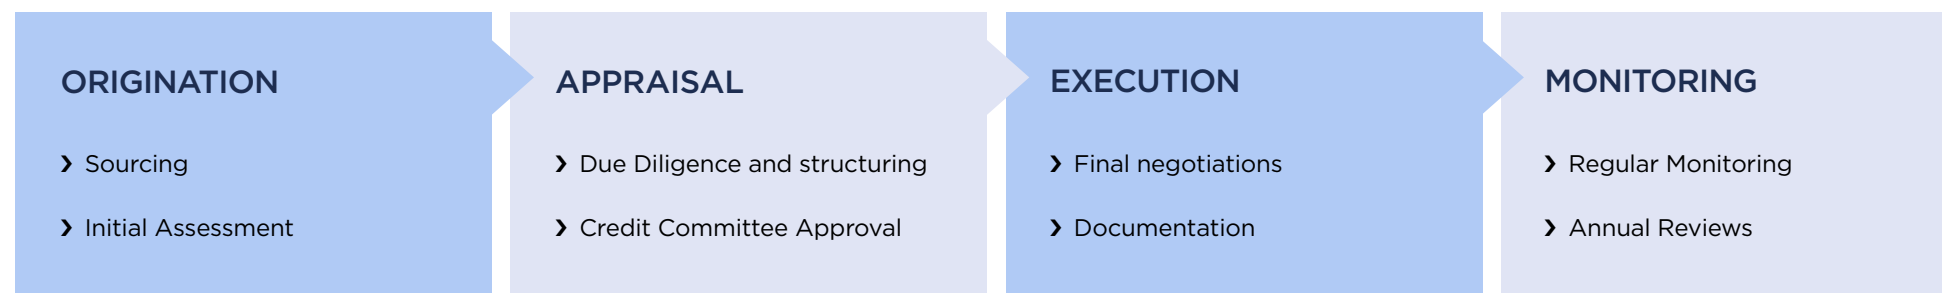 ORIGINATION
Sourcing
Initial Assessment
APPRAISAL
Due Diligence and structuring
Credit Committee Approval
EXECUTION
Final negotiations
Documentation
MONITORING
Regular Monitoring
Annual Reviews